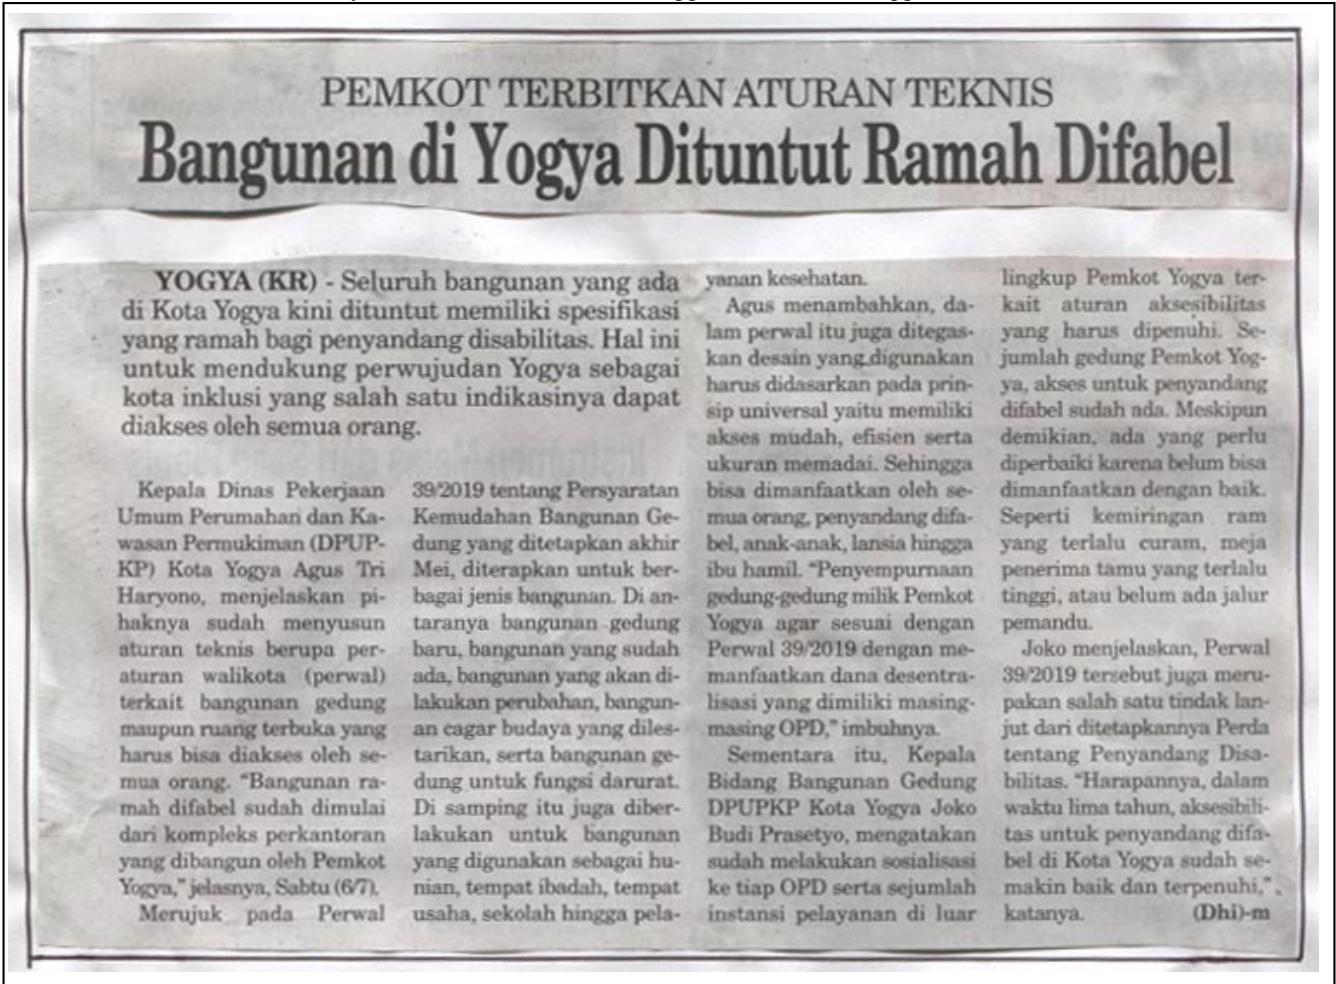 PEMKOT TERBITKAN ATURAN TEKNIS
Bangunan di Yogya Dituntut Ramah Difabel
YOGYA (KR) - Seluruh bangunan yang ada
di Kota Yogya kini dituntut memiliki spesifikasi
yang ramah bagi penyandang disabilitas. Hal ini
untuk mendukung perwujudan Yogya sebagai
kota inklusi yang salah satu indikasinya dapat
diakses oleh semua orang.
Kepala Dinas Pekerjaan
Umum Perumahan dan Ka-
wasan Permukiman (DPUP-
KP) Kota Yogya Agus Tri
Haryono, menjelaskan pi-
haknya sudah menyusun
aturan teknis berupa per-
aturan walikota (perwal)
terkait bangunan gedung
maupun ruang terbuka yang
harus bisa diakses oleh se-
mua orang. "Bangunan ra-
mah difabel sudah dimulai
dari kompleks perkantoran
yang dibangun oleh Pemkot
Yogya," jelasnya, Sabtu (6/7).
Merujuk pada Perwal
39/2019 tentang Persyaratan
Kemudahan Bangunan Ge-
dung yang ditetapkan akhir
Mei, diterapkan untuk ber-
bagai jenis bangunan. Di an-
taranya bangunan gedung
baru, bangunan yang sudah
ada, bangunan yang akan di-
lakukan perubahan, bangun-
an cagar budaya yang diles-
tarikan, serta bangunan ge-
dung untuk fungsi darurat.
Di samping itu juga diber-
lakukan untuk bangunan
yang digunakan sebagai hu-
nian, tempat ibadah, tempat
usaha, sekolah hingga pela-
yanan kesehatan.
Agus menambahkan, da-
lam perwal itu juga ditegas-
kan desain yang digunakan
harus didasarkan pada prin-
sip universal yaitu memiliki
akses mudah, efisien serta
ukuran memadai. Sehingga
bisa dimanfaatkan oleh se-
mua orang, penyandang difa-
bel, anak-anak, lansia hingga
ibu hamil. "Penyempurnaan
gedung-gedung milik Pemkot
Yogya agar sesuai dengan
Perwal 39/2019 dengan me-
manfaatkan dana desentra-
lisasi yang dimiliki masing-
masing OPD," imbuhnya.
Sementara itu, Kepala
Bidang Bangunan Gedung
DPUPKP Kota Yogya Joko
Budi Prasetyo, mengatakan
sudah melakukan sosialisasi
ke tiap OPD serta sejumlah
instansi pelayanan di luar
lingkup Pemkot Yogya ter-
kait aturan aksesibilitas
yang harus dipenuhi. Se-
jumlah gedung Pemkot Yog-
ya, akses untuk penyandang
difabel sudah ada. Meskipun
demikian, ada yang perlu
diperbaiki karena belum bisa
dimanfaatkan dengan baik.
Seperti kemiringan ram
yang terlalu curam, meja
penerima tamu yang terlalu
tinggi, atau belum ada jalur
pemandu.
Joko menjelaskan, Perwal
39/2019 tersebut juga meru-
pakan salah satu tindak lan-
jut dari ditetapkannya Perda
tentang Penyandang Disa-
bilitas. "Harapannya, dalam
waktu lima tahun, aksesibili-
tas untuk penyandang difa-
bel di Kota Yogya sudah se-
makin baik dan terpenuhi,"
katanya. (Dhi)-m